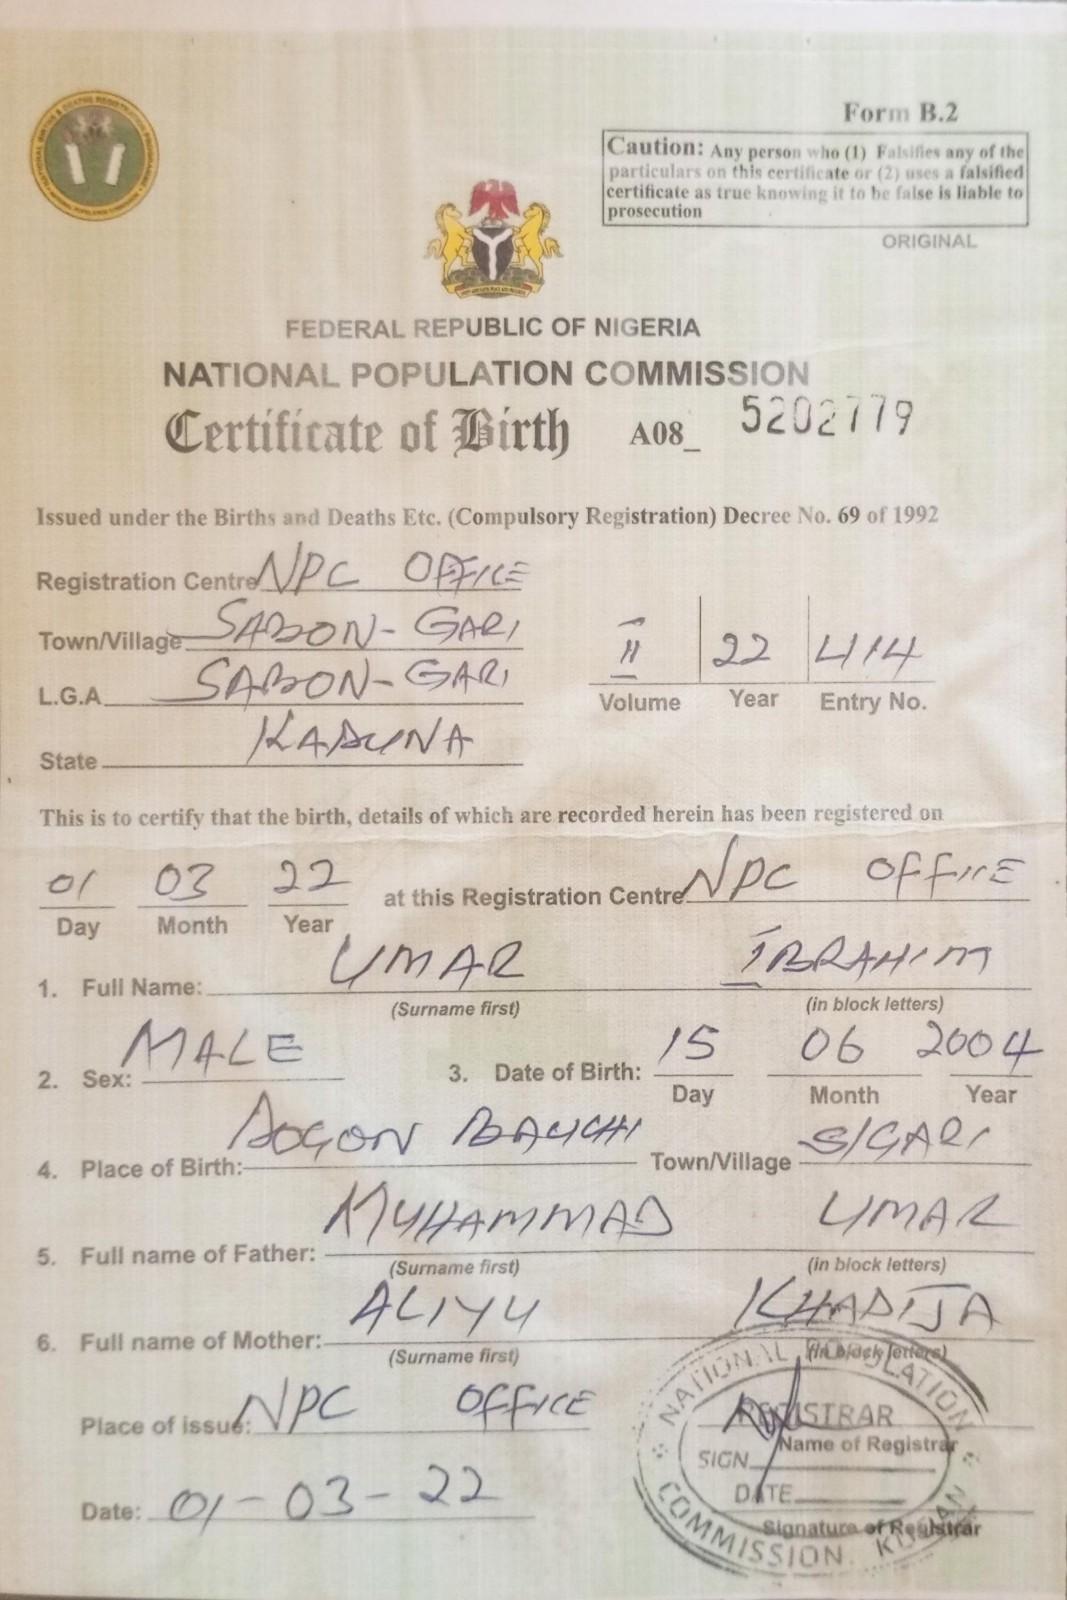 Form B.2
Caution: Any person who (1) Falsifies any of the
particulars on this certificate or (2) uses a falsified
certificate as true knowing it to be false is liable to
prosecution
ORIGINAL
FEDERAL REPUBLIC OF NIGERIA
NATIONAL POPULATION COMMISSION
Certificate of Birth A08_ 5202779
Issued under the Births and Deaths Etc. (Compulsory Registration) Decree No. 69 of 1992
Registration Centre NPC OFFICE
Town/Village SABON-GARI
L.G.A SABON-GARI
II 22 414
Volume Year Entry No.
State KADUNA
This is to certify that the birth, details of which are recorded herein has been registered on
01 03 22 at this Registration Centre NPC OFFICE
Day Month Year
1. Full Name: UMAR IBRAHIM
(Surname first) (in block letters)
2. Sex: MALE 3. Date of Birth: 15 06 2004
Day Month Year
4. Place of Birth: DOGON BAUCHI Town/Village S/GARI
5. Full name of Father: MUHAMMAD UMAR
(Surname first) (in block letters)
6. Full name of Mother: ALIYU KHADIJA
(Surname first) (in block letters)
Place of issue: NPC OFFICE
Date: 01-03-22
NATIONAL POPULATION
REGISTRAR
Name of Registrar
SIGN
DATE
Signature of Registrar
COMMISSION